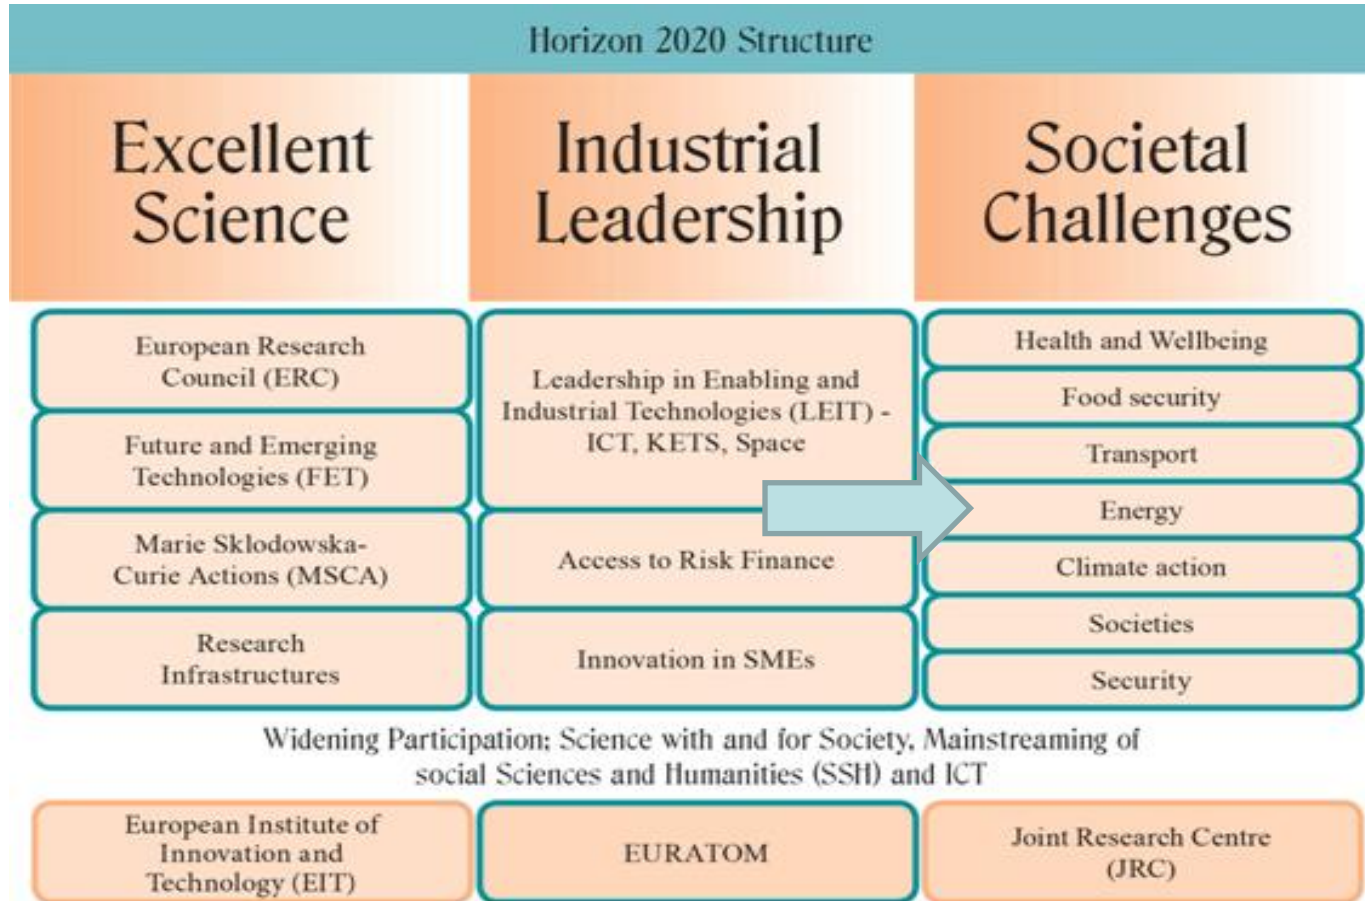 Horizon 2020 Structure
Excellent
Science
Industrial
Leadership
Societal
Challenges
European Research
Council (ERC)
Future and Emerging
Technologies (FET)
Marie Sklodowska-
Curie Actions (MSCA)
Research
Infrastructures
Leadership in Enabling and
Industrial Technologies (LEIT) -
ICT, KETS, Space
Access to Risk Finance
Innovation in SMEs
Health and Wellbeing
Food security
Transport
Energy
Climate action
Societies
Security
Widening Participation; Science with and for Society, Mainstreaming of
social Sciences and Humanities (SSH) and ICT
European Institute of
Innovation and
Technology (EIT)
EURATOM
Joint Research Centre
(JRC)